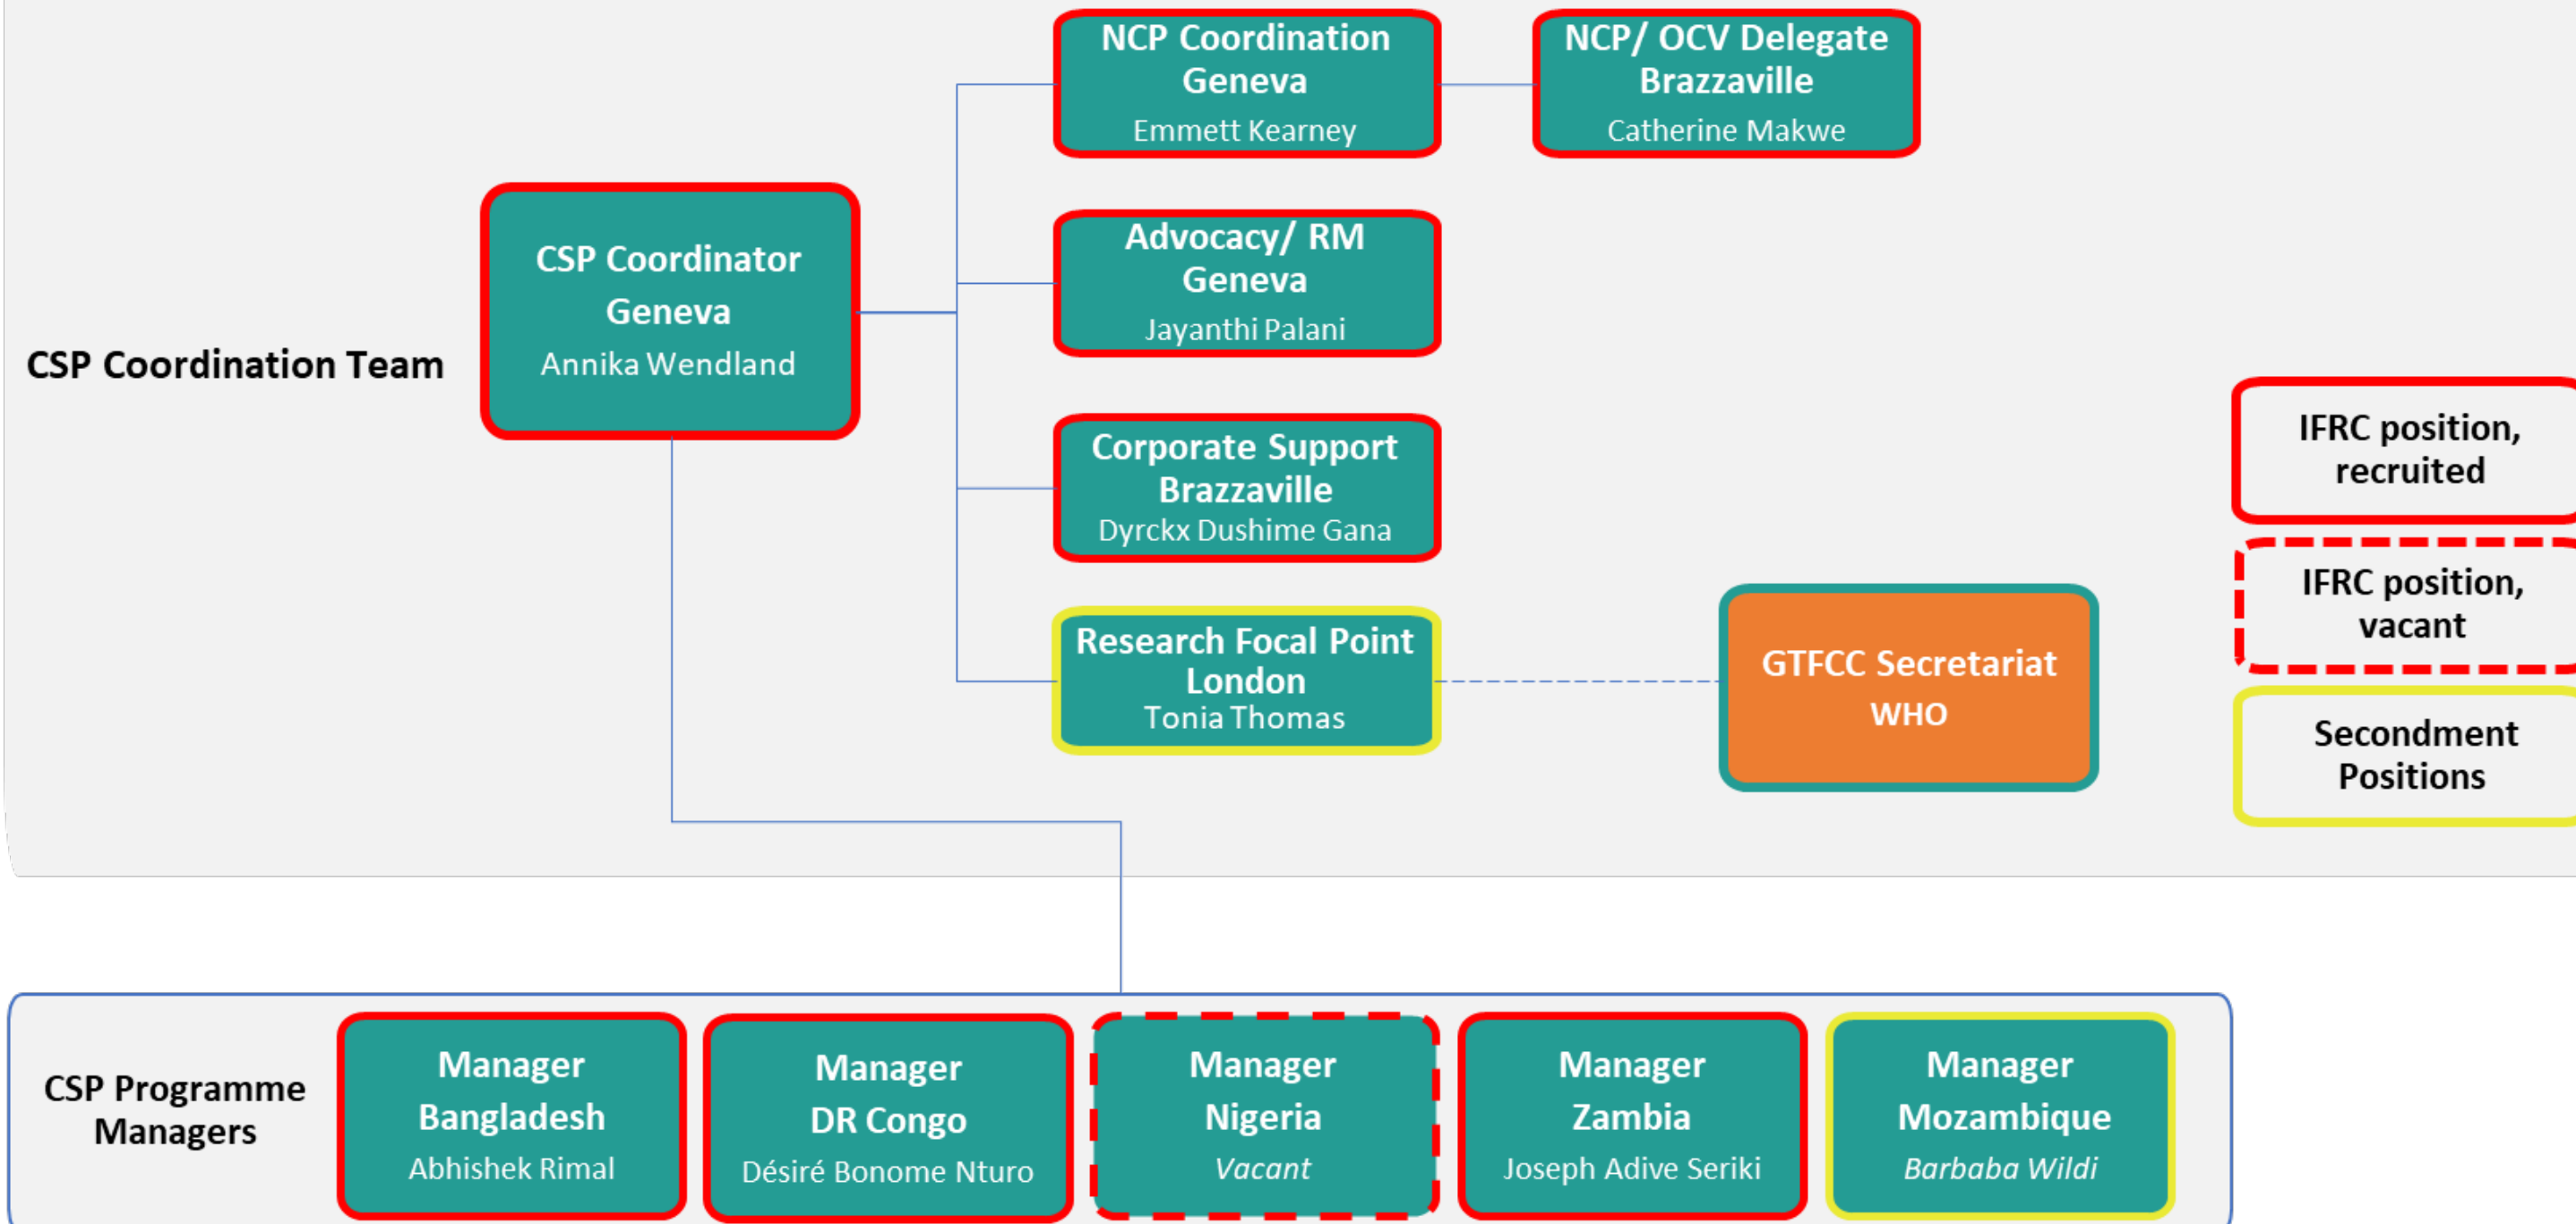 NCP Coordination
Geneva
Emmett Kearney
NCP/ OCV Delegate
Brazzaville
Catherine Makwe
CSP Coordination Team
CSP Coordinator
Geneva
Annika Wendland
Advocacy/ RM
Geneva
Jayanthi Palani
Corporate Support
Brazzaville
Dyrckx Dushime Gana
Research Focal Point
London
Tonia Thomas
GTFCC Secretariat
WHO
IFRC position,
recruited
IFRC position,
vacant
Secondment
Positions
CSP Programme
Managers
Manager
Bangladesh
Abhishek Rimal
Manager
DR Congo
Désiré Bonome Nturo
Manager
Nigeria
Vacant
Manager
Zambia
Joseph Adive Seriki
Manager
Mozambique
Barbaba Wildi